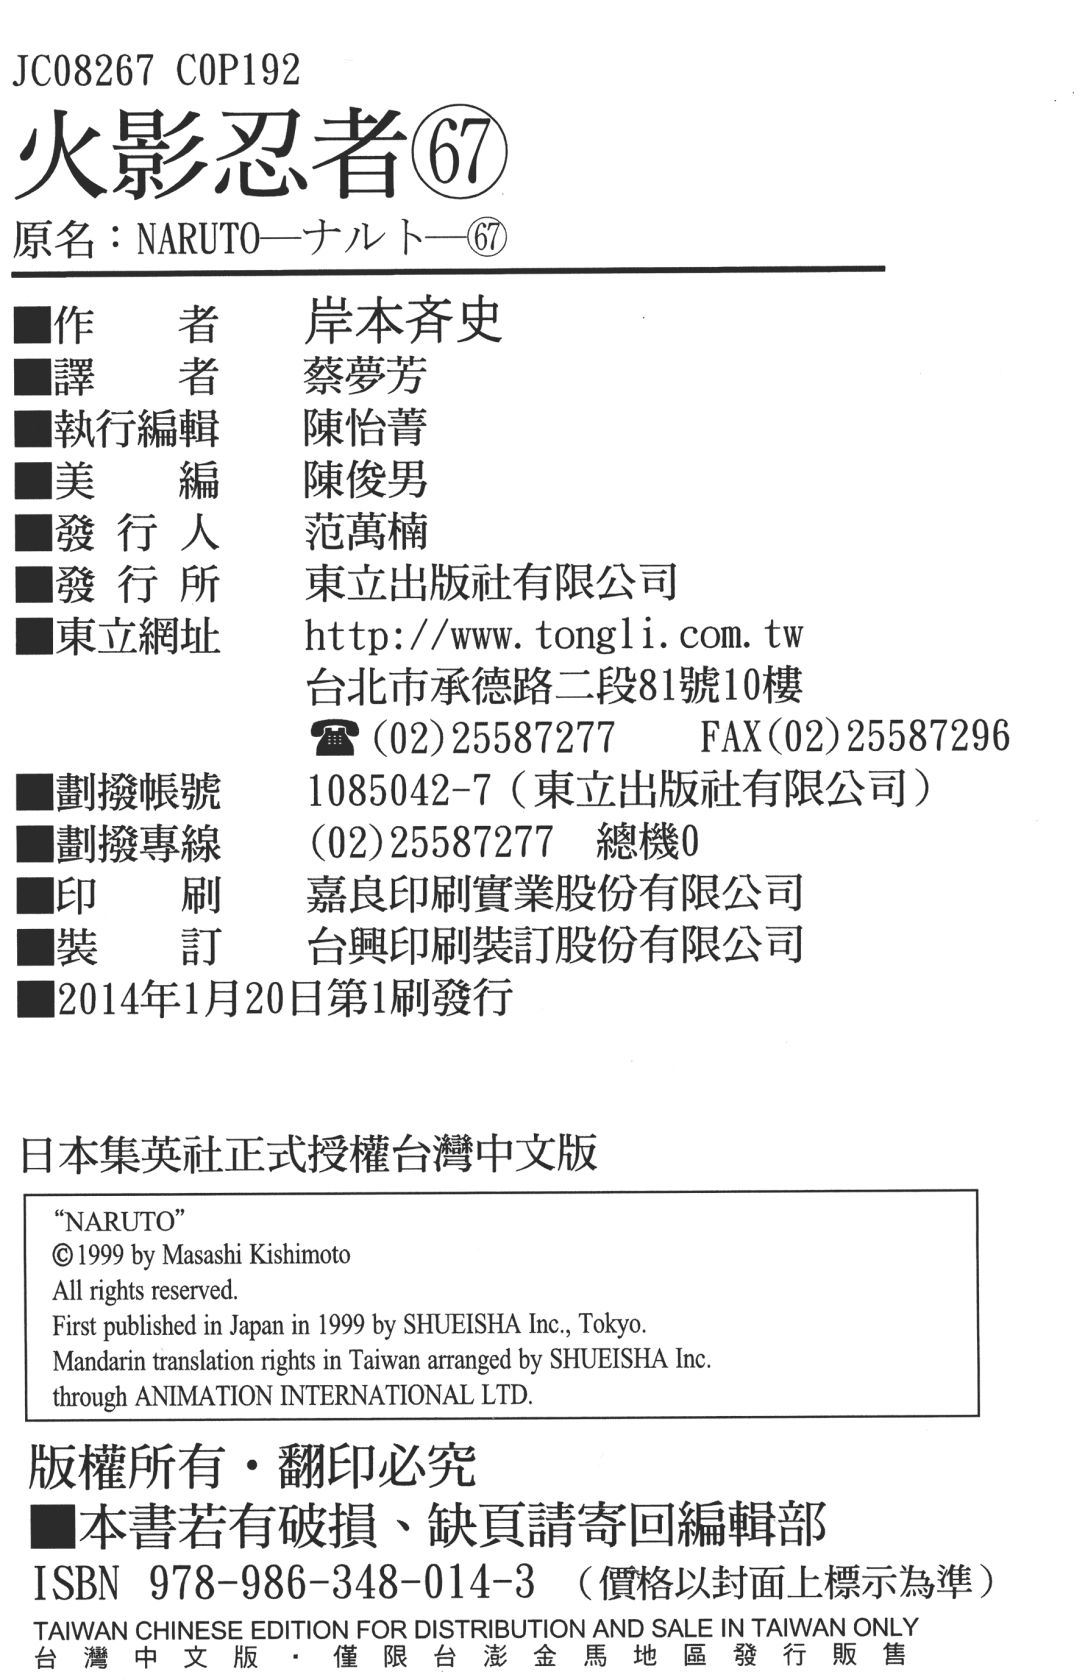 JC08267 C0P192
火影忍者㊿
原名：NARUTO—ナルト—67
■作者 岸本斉史
■譯者 蔡夢芳
■執行編輯 陳怡菁
■美編 陳俊男
■發行人 范萬楠
■發行所 東立出版社有限公司
■東立網址 http://www.tongli.com.tw
台北市承德路二段81號10樓
☎(02)25587277 FAX(02)25587296
■劃撥帳號 1085042-7（東立出版社有限公司）
■劃撥專線 (02)25587277 總機0
■印刷 嘉良印刷實業股份有限公司
■裝訂 台興印刷裝訂股份有限公司
■2014年1月20日第1刷發行
日本集英社正式授權台灣中文版
“NARUTO”
©1999 by Masashi Kishimoto
All rights reserved.
First published in Japan in 1999 by SHUEISHA Inc., Tokyo.
Mandarin translation rights in Taiwan arranged by SHUEISHA Inc.
through ANIMATION INTERNATIONAL LTD.
版權所有・翻印必究
■本書若有破損、缺頁請寄回編輯部
ISBN 978-986-348-014-3 （價格以封面上標示為準）
TAIWAN CHINESE EDITION FOR DISTRIBUTION AND SALE IN TAIWAN ONLY
台灣中文版・僅限台澎金馬地區發行販售